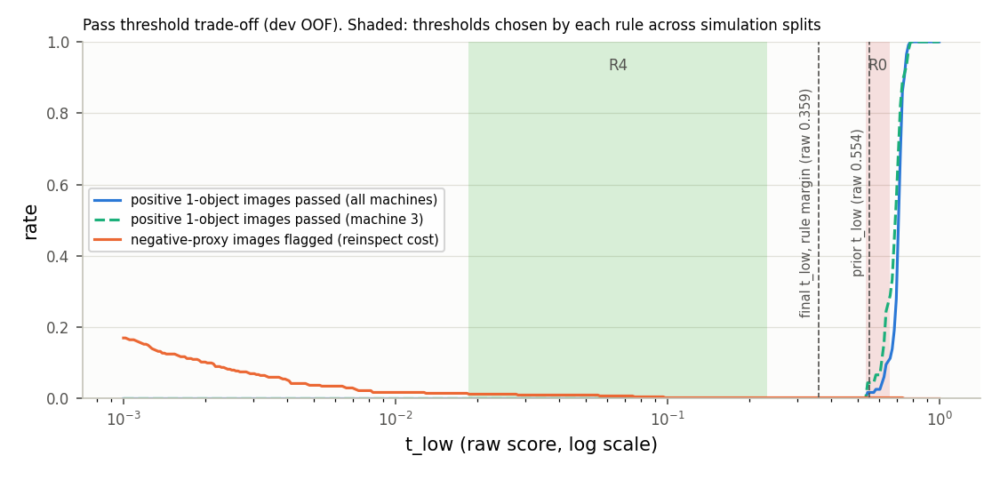 Pass threshold trade-off (dev OOF). Shaded: thresholds chosen by each rule across simulation splits
1.0
0.8
0.6
0.4
0.2
0.0
rate
R4
R0
final t_low, rule margin (raw 0.359)
prior t_low (raw 0.554)
positive 1-object images passed (all machines)
positive 1-object images passed (machine 3)
negative-proxy images flagged (reinspect cost)
10⁻³
10⁻²
10⁻¹
10⁰
t_low (raw score, log scale)